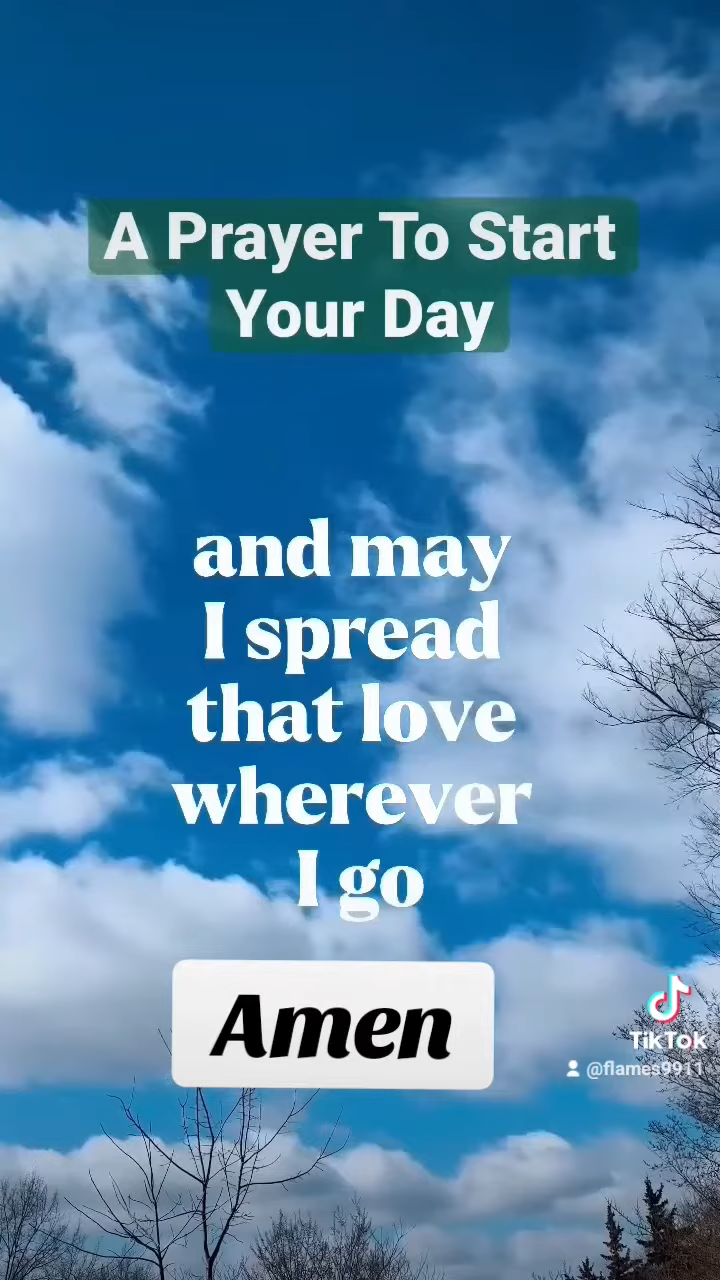 A Prayer To Start
Your Day
and may
I spread
that love
wherever
I go
Amen
TikTok
@flames9911